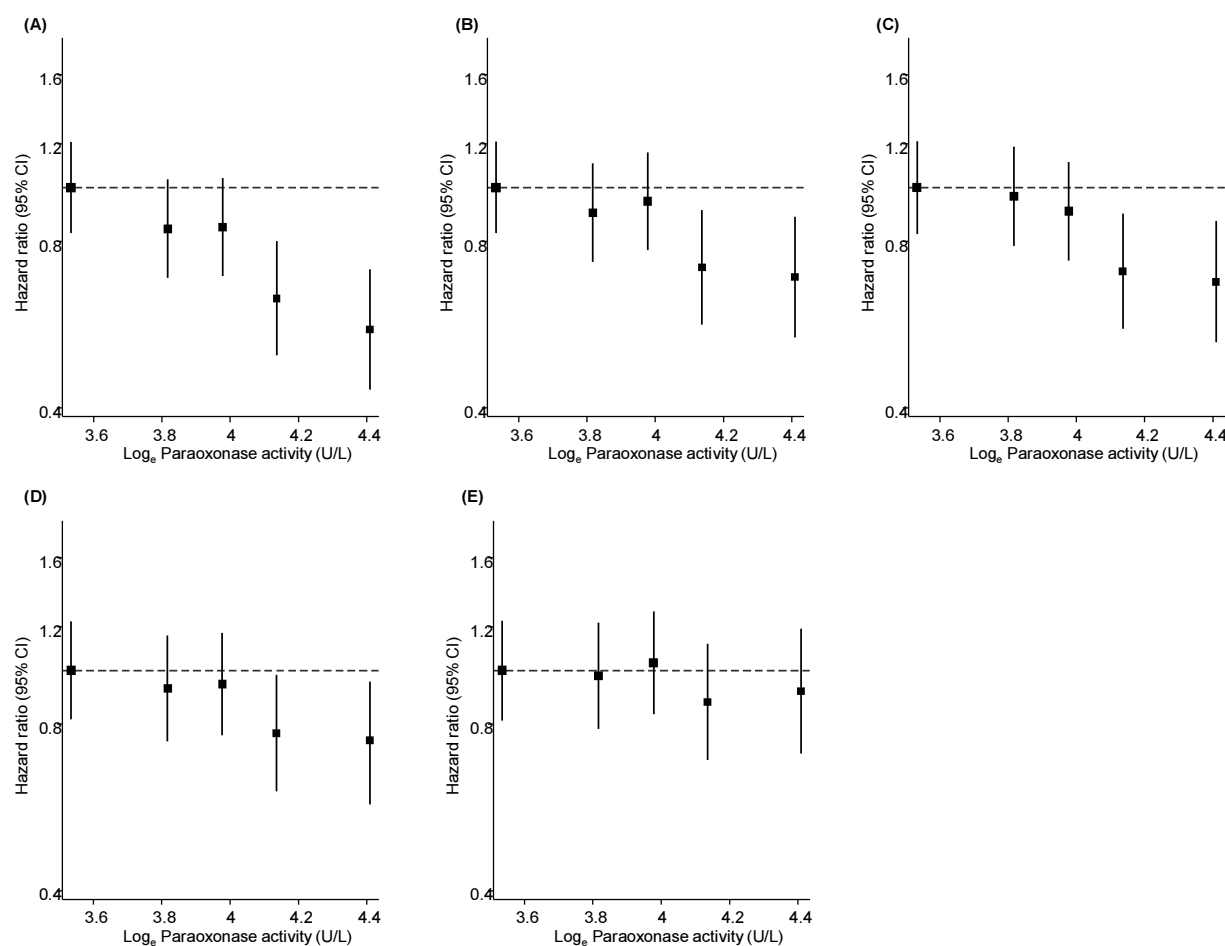 (A)
1.6
1.2
0.8
0.4
Hazard ratio (95% CI)
3.6 3.8 4 4.2 4.4
Logₑ Paraoxonase activity (U/L)
(B)
1.6
1.2
0.8
0.4
Hazard ratio (95% CI)
3.6 3.8 4 4.2 4.4
Logₑ Paraoxonase activity (U/L)
(C)
1.6
1.2
0.8
0.4
Hazard ratio (95% CI)
3.6 3.8 4 4.2 4.4
Logₑ Paraoxonase activity (U/L)
(D)
1.6
1.2
0.8
0.4
Hazard ratio (95% CI)
3.6 3.8 4 4.2 4.4
Logₑ Paraoxonase activity (U/L)
(E)
1.6
1.2
0.8
0.4
Hazard ratio (95% CI)
3.6 3.8 4 4.2 4.4
Logₑ Paraoxonase activity (U/L)